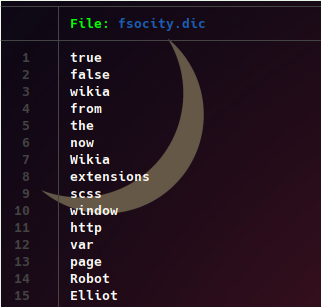 File: fsocity.dic
1 true
2 false
3 wikia
4 from
5 the
6 now
7 Wikia
8 extensions
9 scss
10 window
11 http
12 var
13 page
14 Robot
15 Elliot